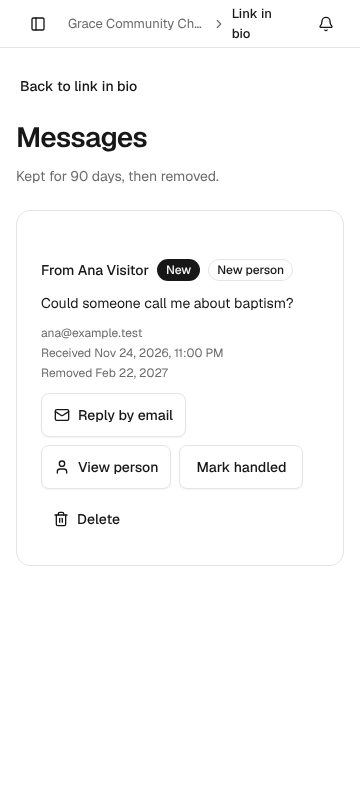 Grace Community Ch...
Link in
bio
Back to link in bio
Messages
Kept for 90 days, then removed.
From Ana Visitor New New person
Could someone call me about baptism?
ana@example.test
Received Nov 24, 2026, 11:00 PM
Removed Feb 22, 2027
Reply by email
View person Mark handled
Delete